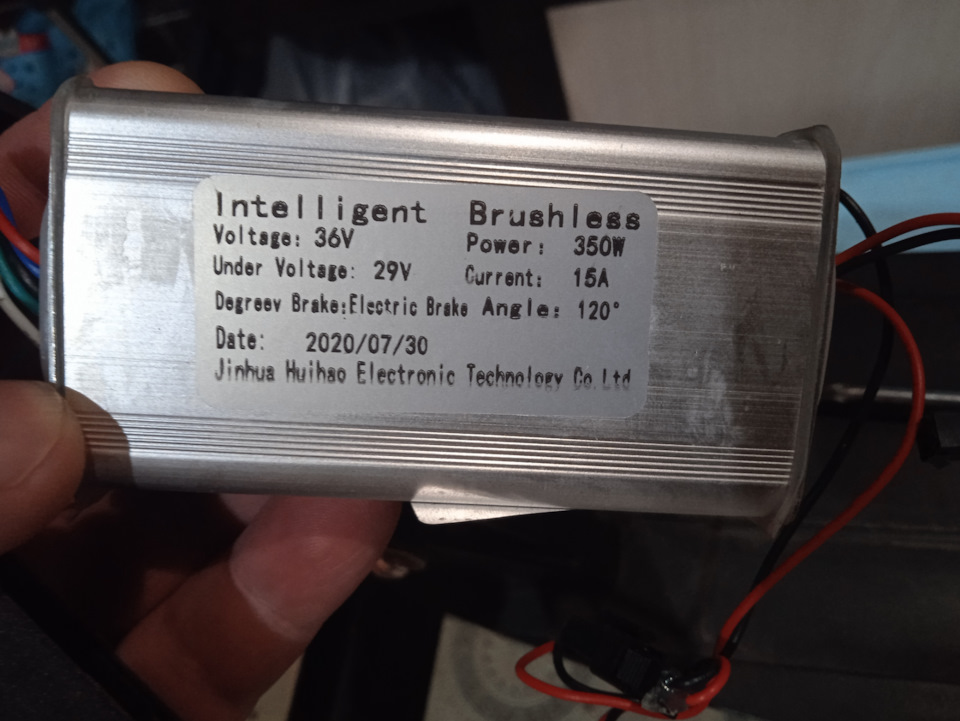 Intelligent Brushless
Voltage: 36V Power: 350W
Under Voltage: 29V Current: 15A
Degreev Brake:Electric Brake Angle: 120°
Date: 2020/07/30
Jinhua Huihao Electronic Technology Co.Ltd